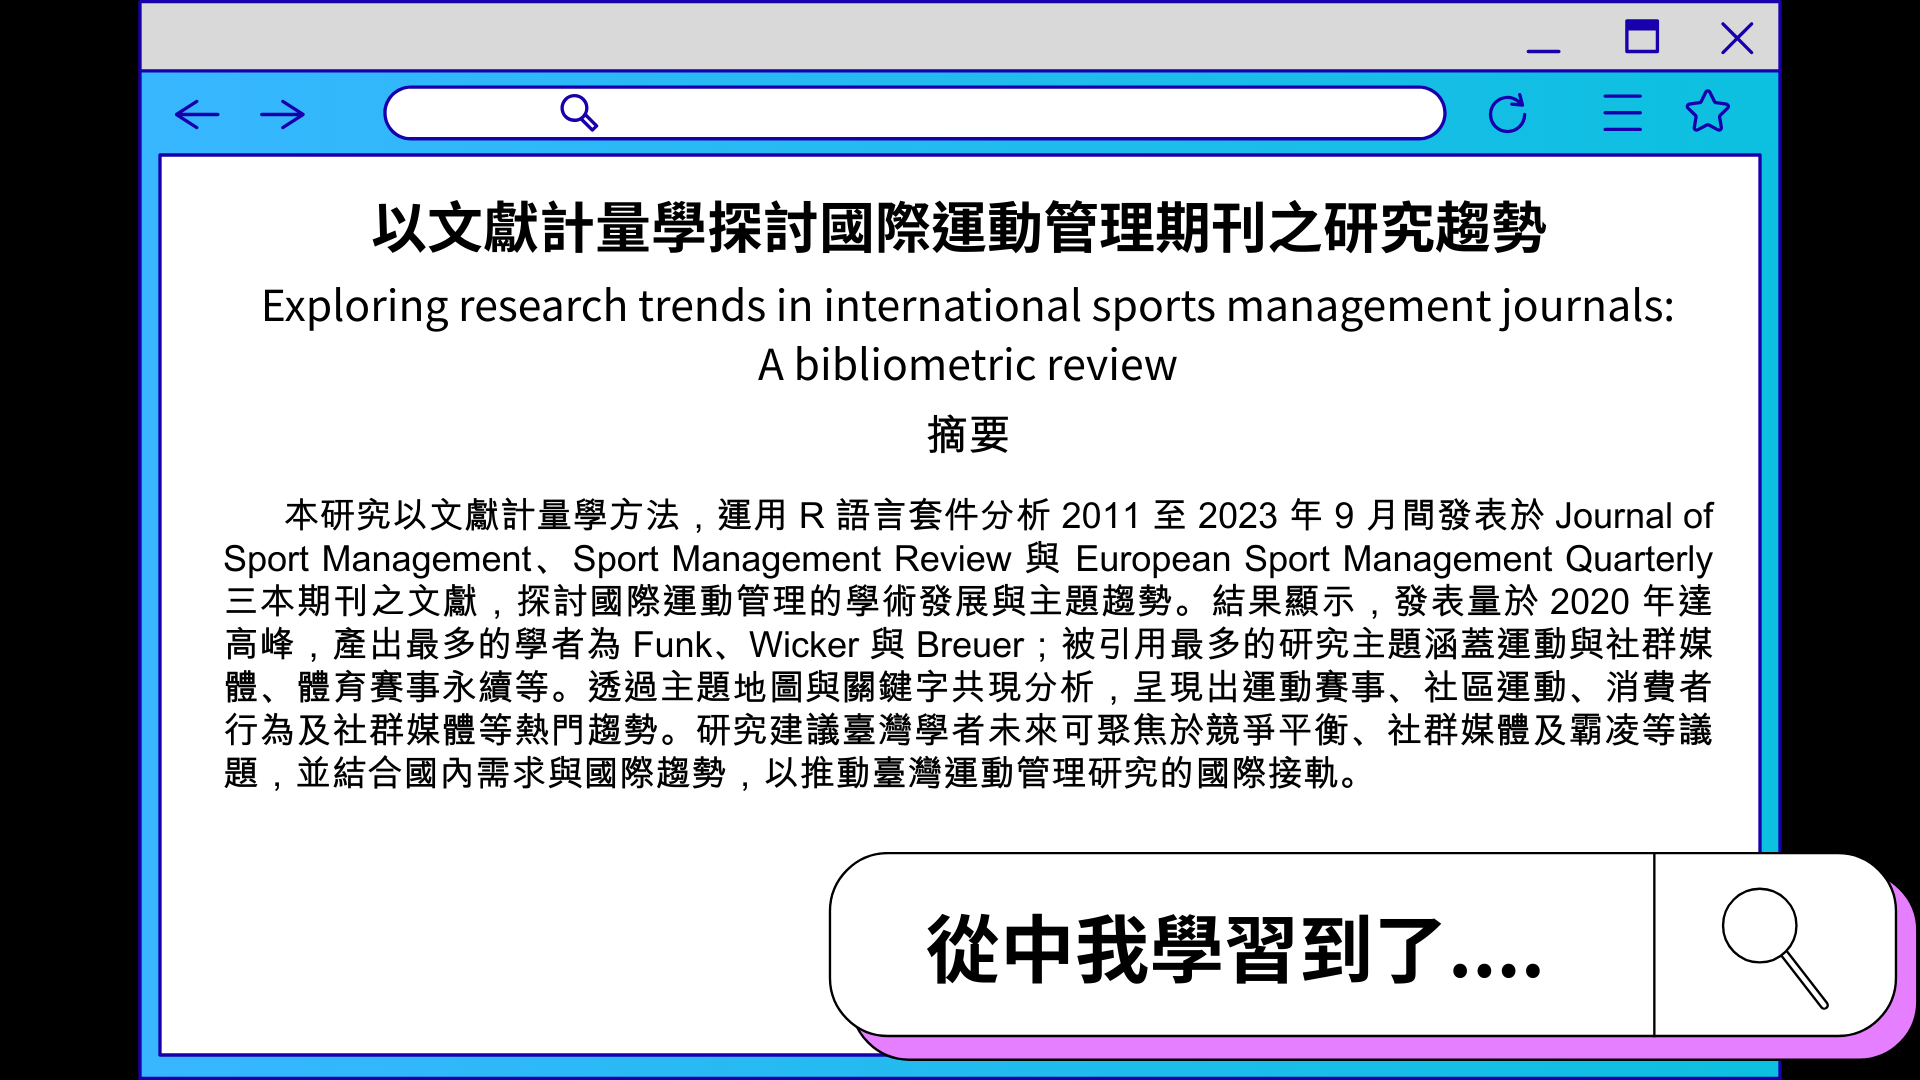 以文獻計量學探討國際運動管理期刊之研究趨勢
Exploring research trends in international sports management journals:
A bibliometric review
摘要
本研究以文獻計量學方法，運用 R 語言套件分析 2011 至 2023 年 9 月間發表於 Journal of
Sport Management、Sport Management Review 與 European Sport Management Quarterly
三本期刊之文獻，探討國際運動管理的學術發展與主題趨勢。結果顯示，發表量於 2020 年達
高峰，產出最多的學者為 Funk、Wicker 與 Breuer；被引用最多的研究主題涵蓋運動與社群媒
體、體育賽事永續等。透過主題地圖與關鍵字共現分析，呈現出運動賽事、社區運動、消費者
行為及社群媒體等熱門趨勢。研究建議臺灣學者未來可聚焦於競爭平衡、社群媒體及霸凌等議
題，並結合國內需求與國際趨勢，以推動臺灣運動管理研究的國際接軌。
從中我學習到了....